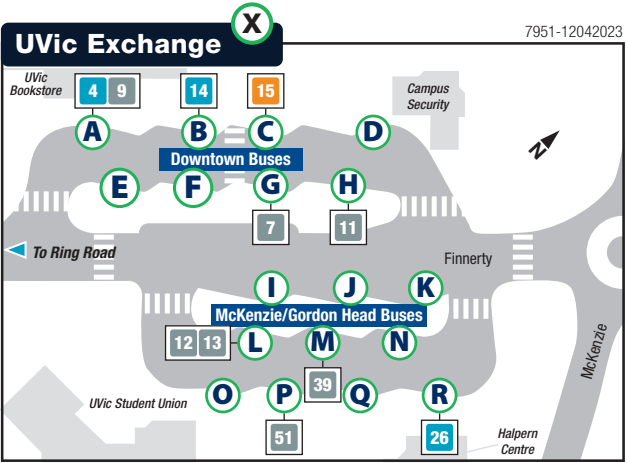 X
UVic Exchange
7951-12042023
UVic
Bookstore
4 9
14
15
Campus
Security
A
B
C
D
N
Downtown Buses
E
F
G
H
7
11
To Ring Road
Finnerty
I
J
K
McKenzie/Gordon Head Buses
12 13
L
M
N
McKenzie
39
O
P
Q
R
UVic Student Union
51
26
Halpern
Centre